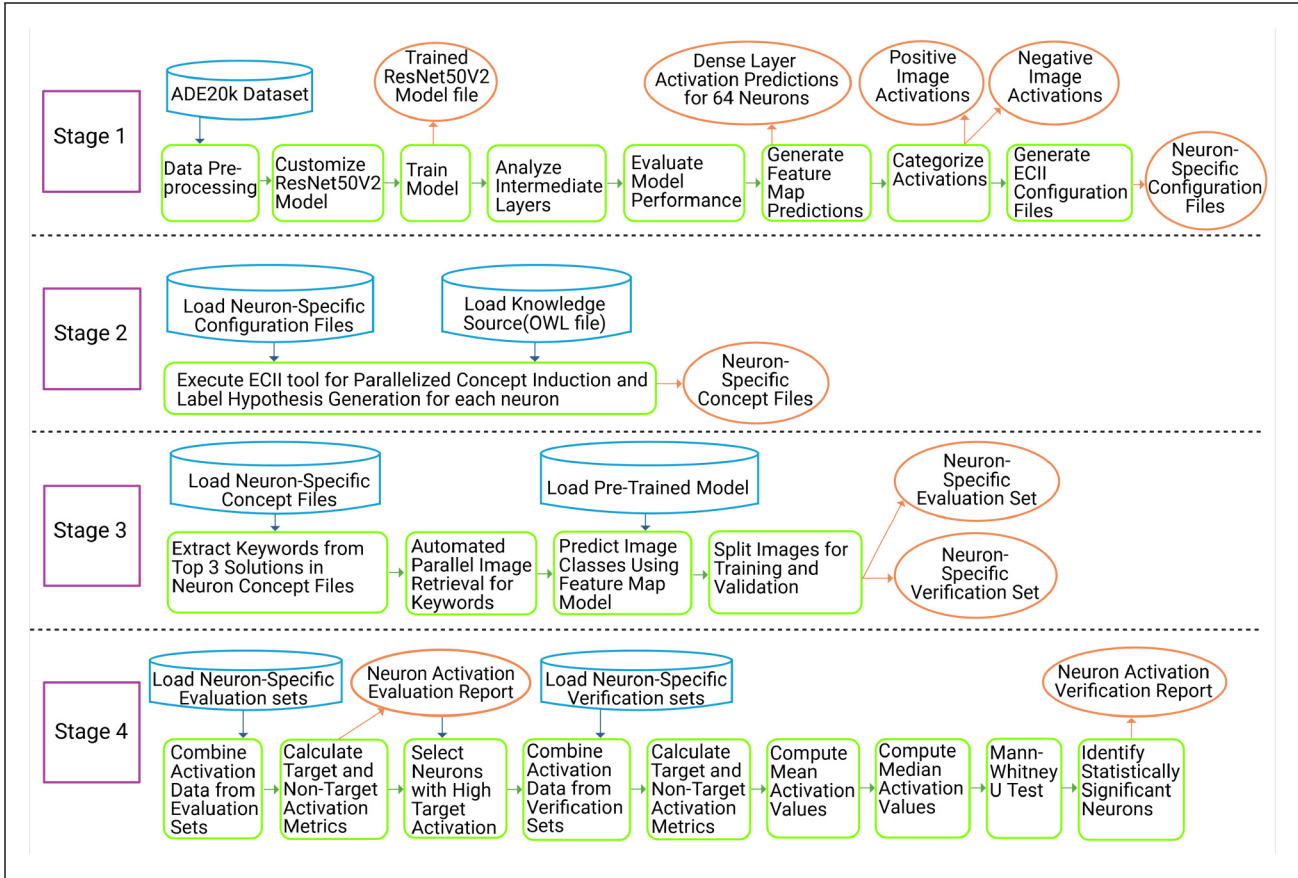 Stage 1
ADE20k Dataset
Trained
ResNet50V2
Model file
Dense Layer
Activation Predictions
for 64 Neurons
Positive
Image
Activations
Negative
Image
Activations
Data Pre-
processing
Customize
ResNet50V2
Model
Train
Model
Analyze
Intermediate
Layers
Evaluate
Model
Performance
Generate
Feature
Map
Predictions
Categorize
Activations
Generate
ECII
Configuration
Files
Neuron-
Specific
Configuration
Files
Stage 2
Load Neuron-Specific
Configuration Files
Load Knowledge
Source(OWL file)
Execute ECII tool for Parallelized Concept Induction and
Label Hypothesis Generation for each neuron
Neuron-
Specific
Concept Files
Stage 3
Load Neuron-Specific
Concept Files
Load Pre-Trained Model
Extract Keywords from
Top 3 Solutions in
Neuron Concept Files
Automated
Parallel Image
Retrieval for
Keywords
Predict Image
Classes Using
Feature Map
Model
Split Images for
Training and
Validation
Neuron-
Specific
Evaluation Set
Neuron-
Specific
Verification Set
Stage 4
Load Neuron-Specific
Evaluation sets
Neuron Activation
Evaluation Report
Load Neuron-Specific
Verification sets
Neuron Activation
Verification Report
Combine
Activation
Data from
Evaluation
Sets
Calculate
Target and
Non-Target
Activation
Metrics
Select
Neurons
with High
Target
Activation
Combine
Activation
Data from
Verification
Sets
Calculate
Target and
Non-Target
Activation
Metrics
Compute
Mean
Activation
Values
Compute
Median
Activation
Values
Mann-
Whitney
U Test
Identify
Statistically
Significant
Neurons